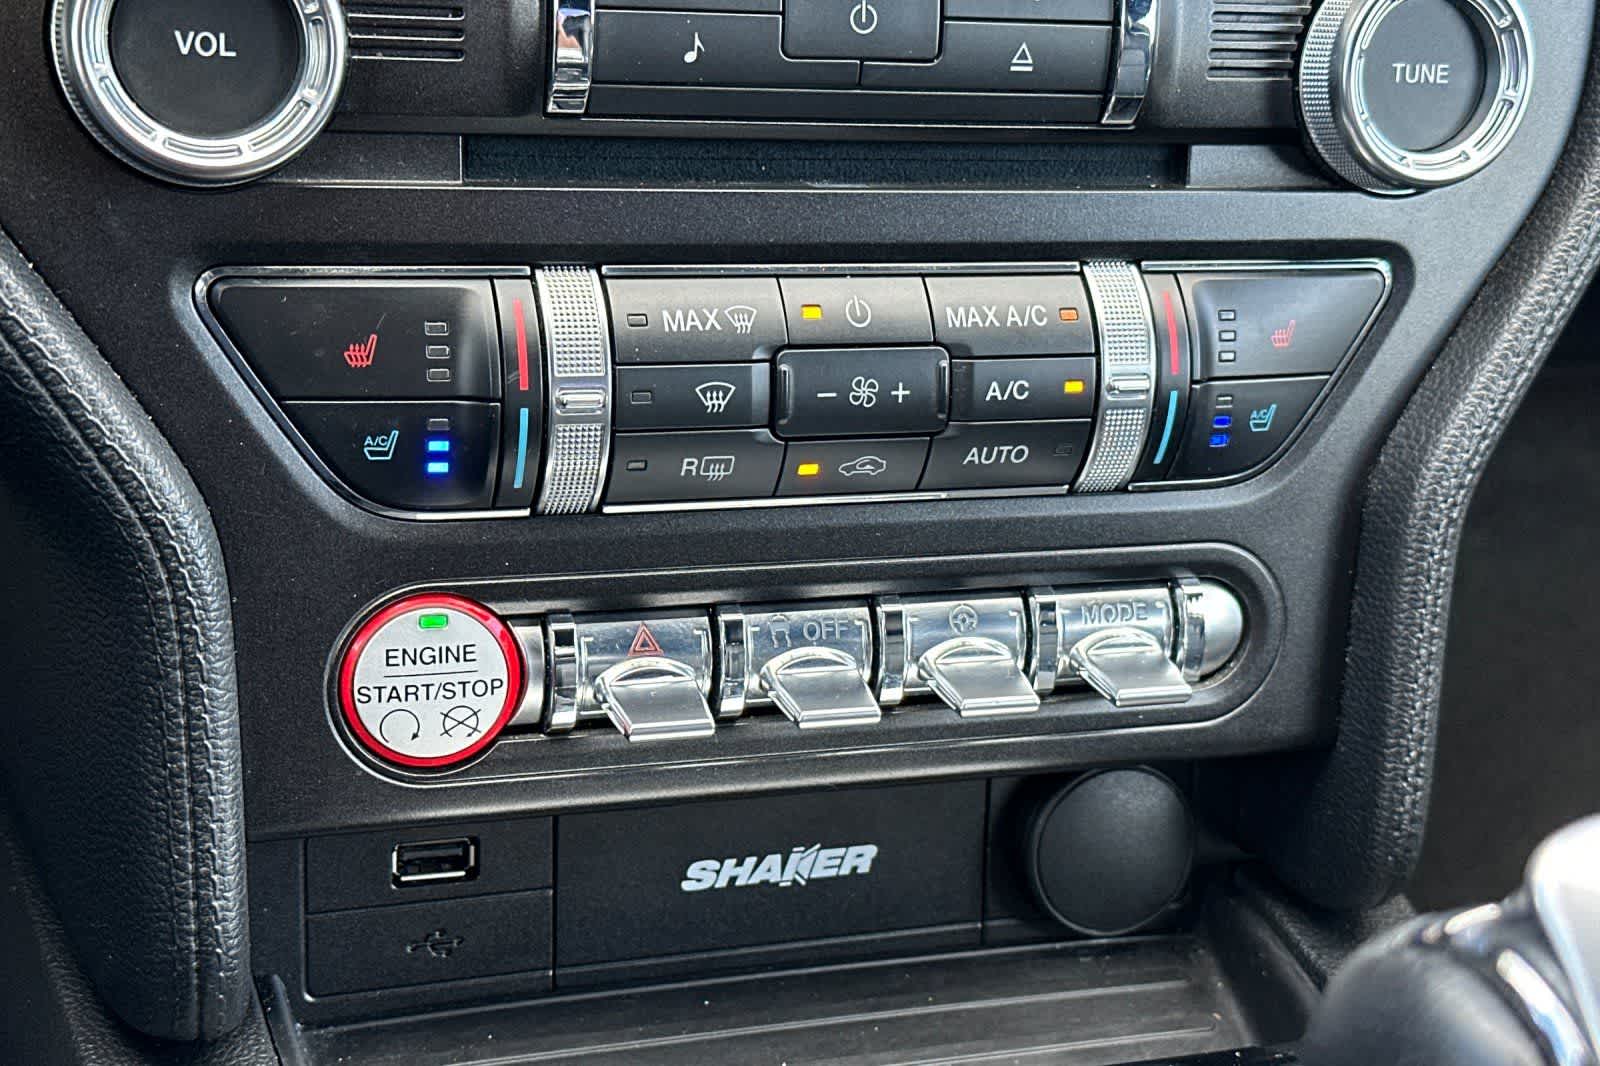 VOL
TUNE
MAX
MAX A/C
A/C
A/C
A/C
R
AUTO
OFF
MODE
ENGINE
START/STOP
SHAKER